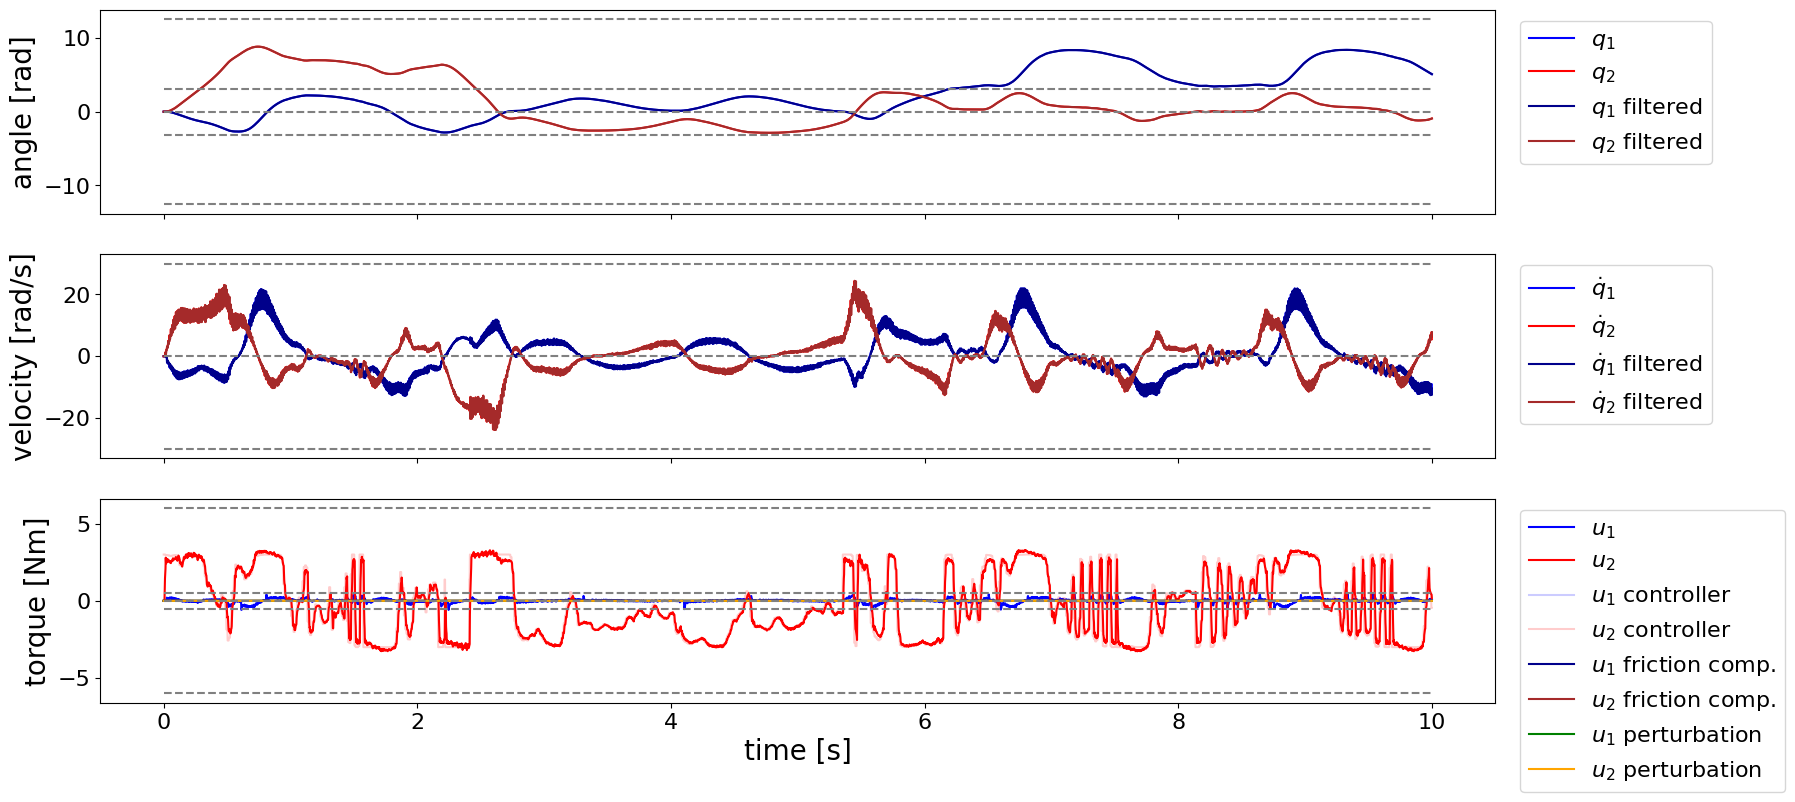 angle [rad]
10
0
−10
q₁
q₂
q₁ filtered
q₂ filtered
velocity [rad/s]
20
0
−20
q̇₁
q̇₂
q̇₁ filtered
q̇₂ filtered
torque [Nm]
5
0
−5
0
2
4
6
8
10
time [s]
u₁
u₂
u₁ controller
u₂ controller
u₁ friction comp.
u₂ friction comp.
u₁ perturbation
u₂ perturbation